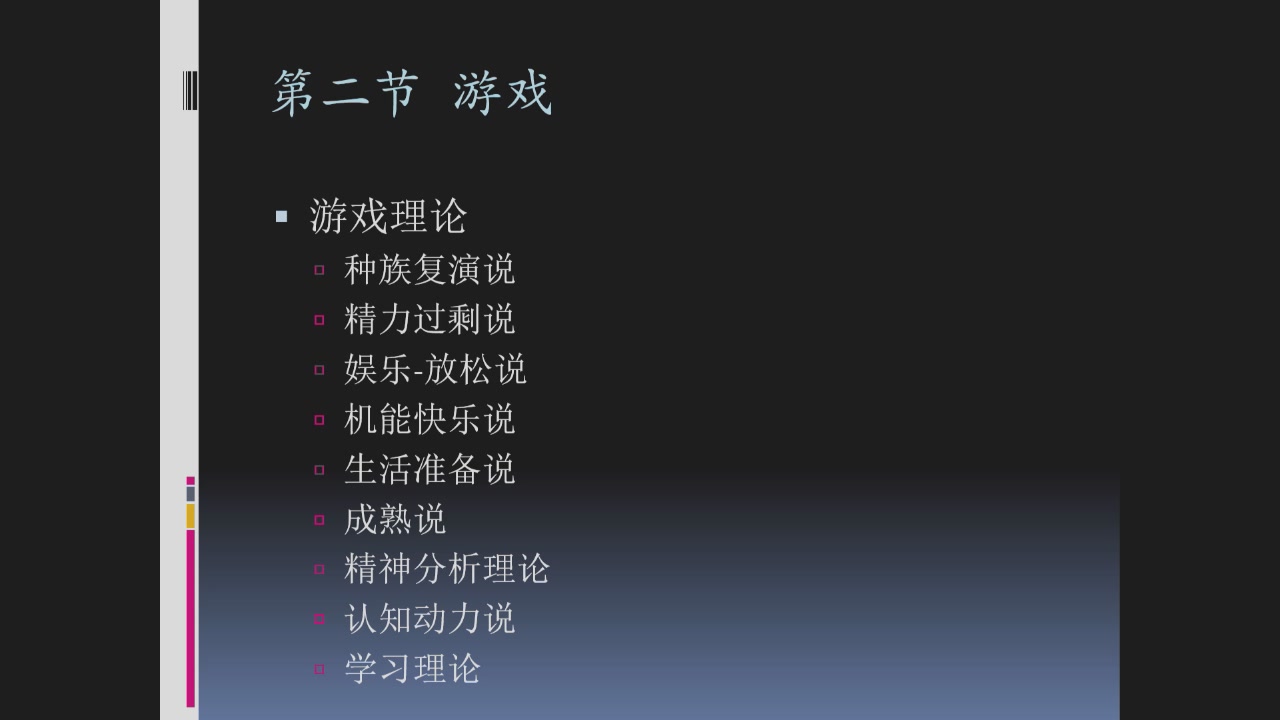 第二节 游戏
游戏理论
种族复演说
精力过剩说
娱乐-放松说
机能快乐说
生活准备说
成熟说
精神分析理论
认知动力说
学习理论